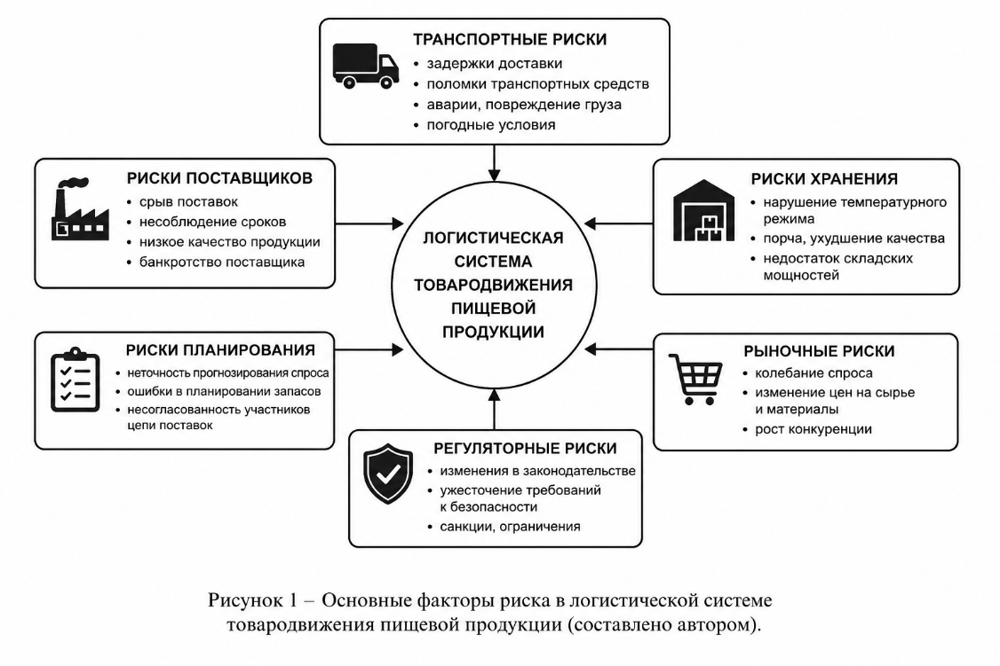 ТРАНСПОРТНЫЕ РИСКИ
• задержки доставки
• поломки транспортных средств
• аварии, повреждение груза
• погодные условия
РИСКИ ПОСТАВЩИКОВ
• срыв поставок
• несоблюдение сроков
• низкое качество продукции
• банкротство поставщика
РИСКИ ХРАНЕНИЯ
• нарушение температурного
режима
• порча, ухудшение качества
• недостаток складских
мощностей
ЛОГИСТИЧЕСКАЯ
СИСТЕМА
ТОВАРОДВИЖЕНИЯ
ПИЩЕВОЙ
ПРОДУКЦИИ
РИСКИ ПЛАНИРОВАНИЯ
• неточность прогнозирования спроса
• ошибки в планировании запасов
• несогласованность участников
цепи поставок
РЫНОЧНЫЕ РИСКИ
• колебание спроса
• изменение цен на сырье
и материалы
• рост конкуренции
РЕГУЛЯТОРНЫЕ РИСКИ
• изменения в законодательстве
• ужесточение требований
к безопасности
• санкции, ограничения
Рисунок 1 – Основные факторы риска в логистической системе
товародвижения пищевой продукции (составлено автором).